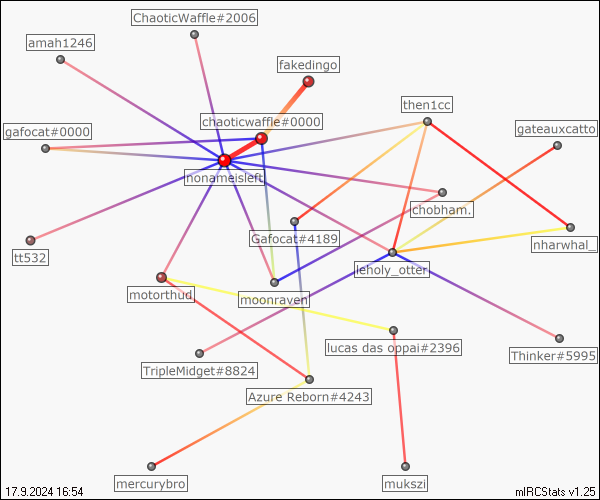 ChaoticWaffle#2006
amah1246
fakedingo
then1cc
chaoticwaffle#0000
gafocat#0000
gateauxcatto
nonameisleft
chobham.
Gafocat#4189
nharwhal_
tt532
leholy_otter
motorthud
moonraven
lucas das oppai#2396
Thinker#5995
TripleMidget#8824
Azure Reborn#4243
mercurybro
mukszi
17.9.2024 16:54
mIRCStats v1.25